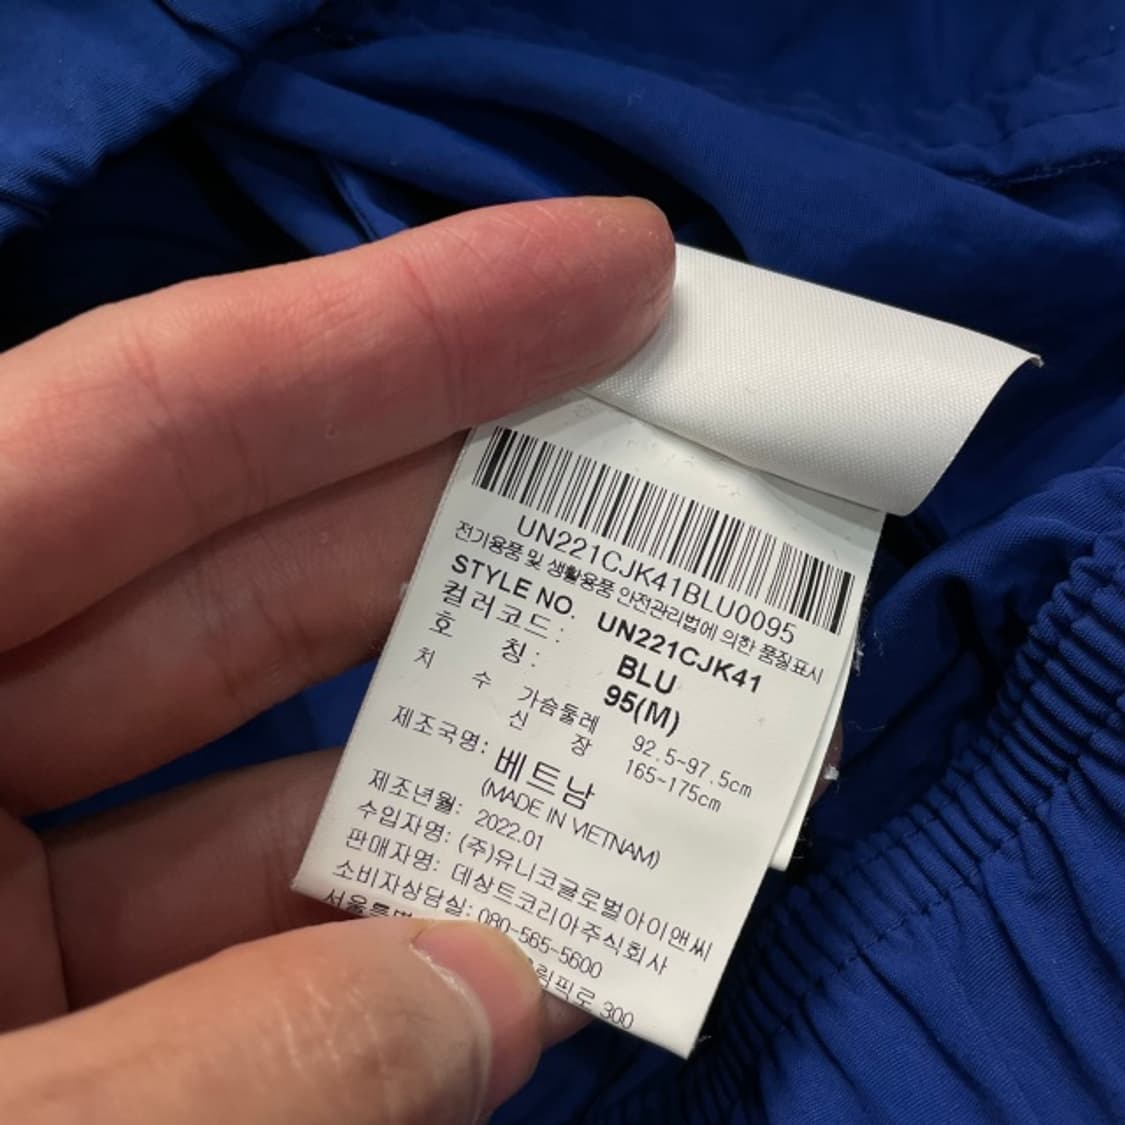 UN221CJK41BLU0095
전기용품 및 생활용품 안전관리법에 의한 품질표시
STYLE NO. UN221CJK41
컬러코드: BLU
호 칭: 95(M)
치 수 가슴둘레 92.5~97.5cm
신 장 165~175cm
제조국명: 베트남
(MADE IN VIETNAM)
제조년월: 2022.01
수입자명: (주)유니코글로벌아이앤씨
판매자명: 데상트코리아주식회사
소비자상담실: 080-565-5600
300